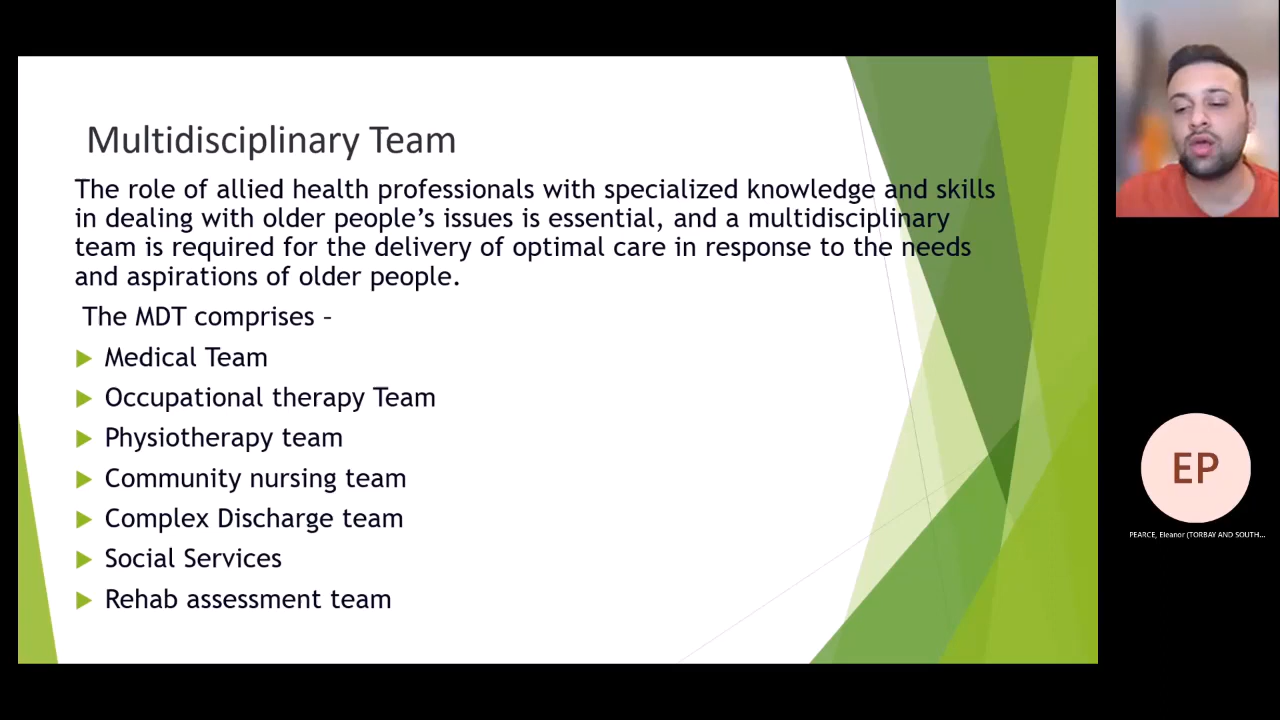 Multidisciplinary Team
The role of allied health professionals with specialized knowledge and skills
in dealing with older people’s issues is essential, and a multidisciplinary
team is required for the delivery of optimal care in response to the needs
and aspirations of older people.
The MDT comprises –
Medical Team
Occupational therapy Team
Physiotherapy team
Community nursing team
Complex Discharge team
Social Services
Rehab assessment team
EP
PEARCE, Eleanor (TORBAY AND SOUTH...